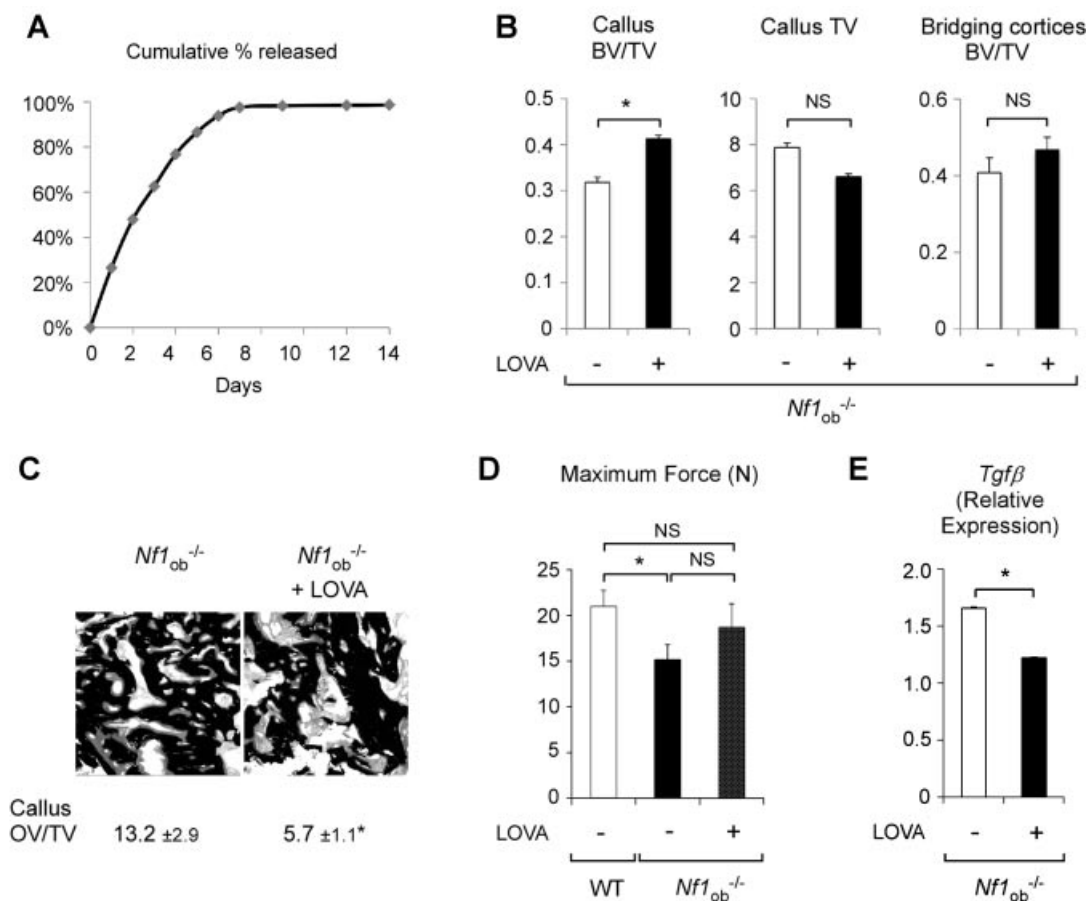 A
Cumulative % released
100%
80%
60%
40%
20%
0%
0 2 4 6 8 10 12 14
Days
B
Callus
BV/TV
0.5
0.4
0.3
0.2
0.1
0
*
Callus TV
10
8
6
4
2
0
NS
Bridging cortices
BV/TV
0.6
0.4
0.2
0
NS
LOVA - + - + - +
Nf1ob-/-
C
Nf1ob-/-
Nf1ob-/-
+ LOVA
Callus
OV/TV 13.2 ±2.9 5.7 ±1.1*
D
Maximum Force (N)
NS
* NS
25
20
15
10
5
0
LOVA - - +
WT Nf1ob-/-
E
Tgfβ
(Relative
Expression)
2.0
1.5
1.0
0.5
0
*
LOVA - +
Nf1ob-/-